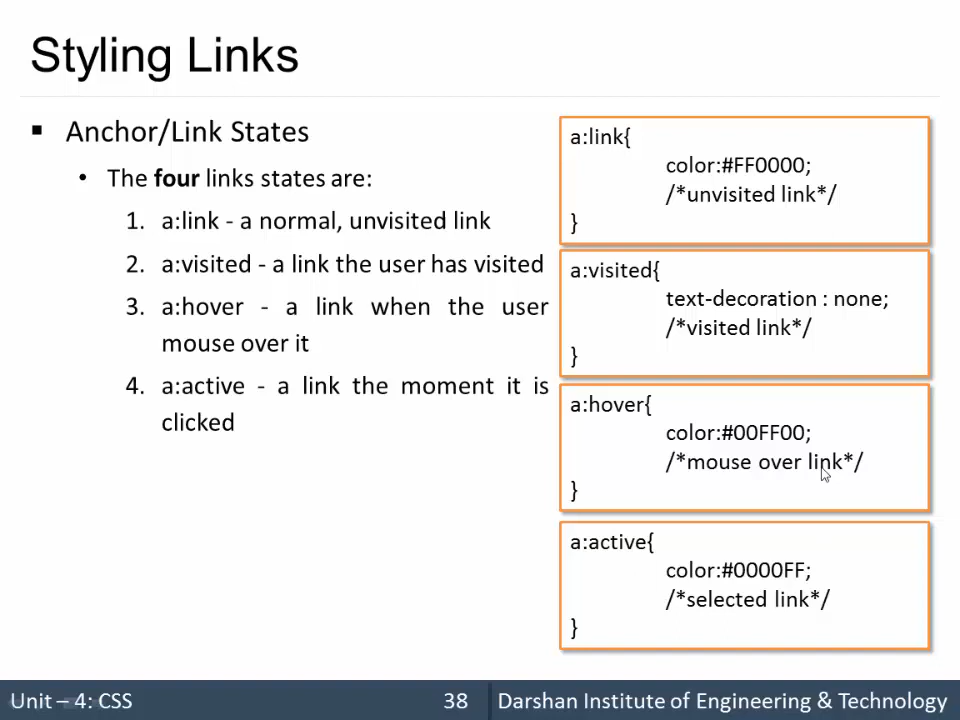 Styling Links
▪ Anchor/Link States
• The four links states are:
1. a:link - a normal, unvisited link
2. a:visited - a link the user has visited
3. a:hover - a link when the user
mouse over it
4. a:active - a link the moment it is
clicked
a:link{
color:#FF0000;
/*unvisited link*/
}
a:visited{
text-decoration : none;
/*visited link*/
}
a:hover{
color:#00FF00;
/*mouse over link*/
}
a:active{
color:#0000FF;
/*selected link*/
}
Unit – 4: CSS 38 Darshan Institute of Engineering & Technology